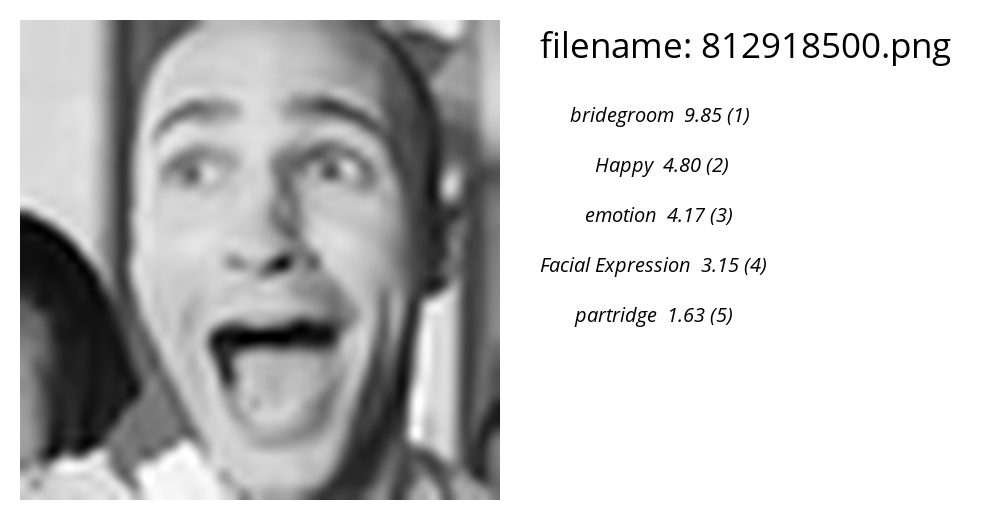 filename: 812918500.png
bridegroom 9.85 (1)
Happy 4.80 (2)
emotion 4.17 (3)
Facial Expression 3.15 (4)
partridge 1.63 (5)